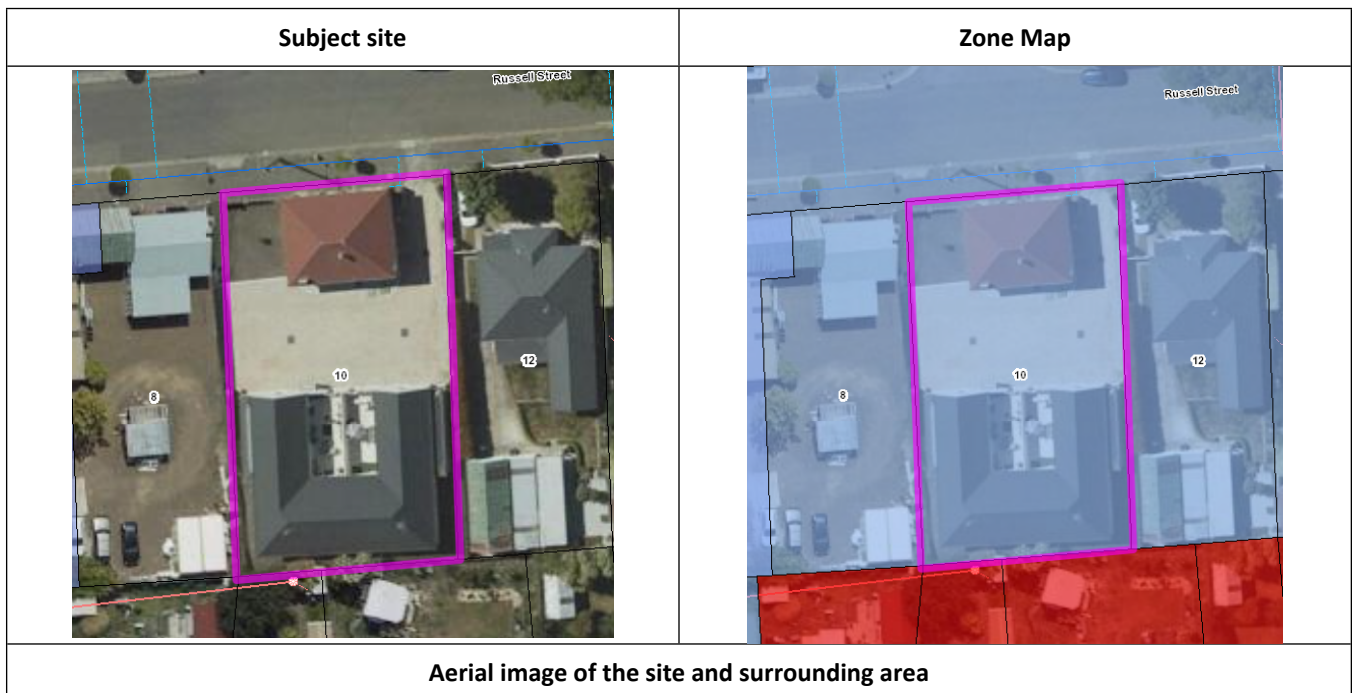 Subject site
Zone Map
Russell Street
10
12
8
Russell Street
10
12
8
Aerial image of the site and surrounding area